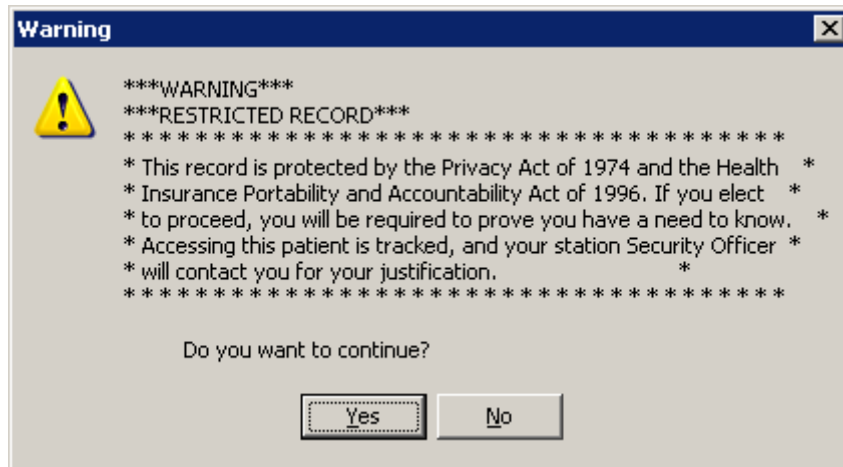 Warning
***WARNING***
***RESTRICTED RECORD***
* * * * * * * * * * * * * * * * * * * * * * * * * * * * * * * * * * * * *
* This record is protected by the Privacy Act of 1974 and the Health *
* Insurance Portability and Accountability Act of 1996. If you elect *
* to proceed, you will be required to prove you have a need to know. *
* Accessing this patient is tracked, and your station Security Officer *
* will contact you for your justification. *
* * * * * * * * * * * * * * * * * * * * * * * * * * * * * * * * * * * * *
Do you want to continue?
Yes No